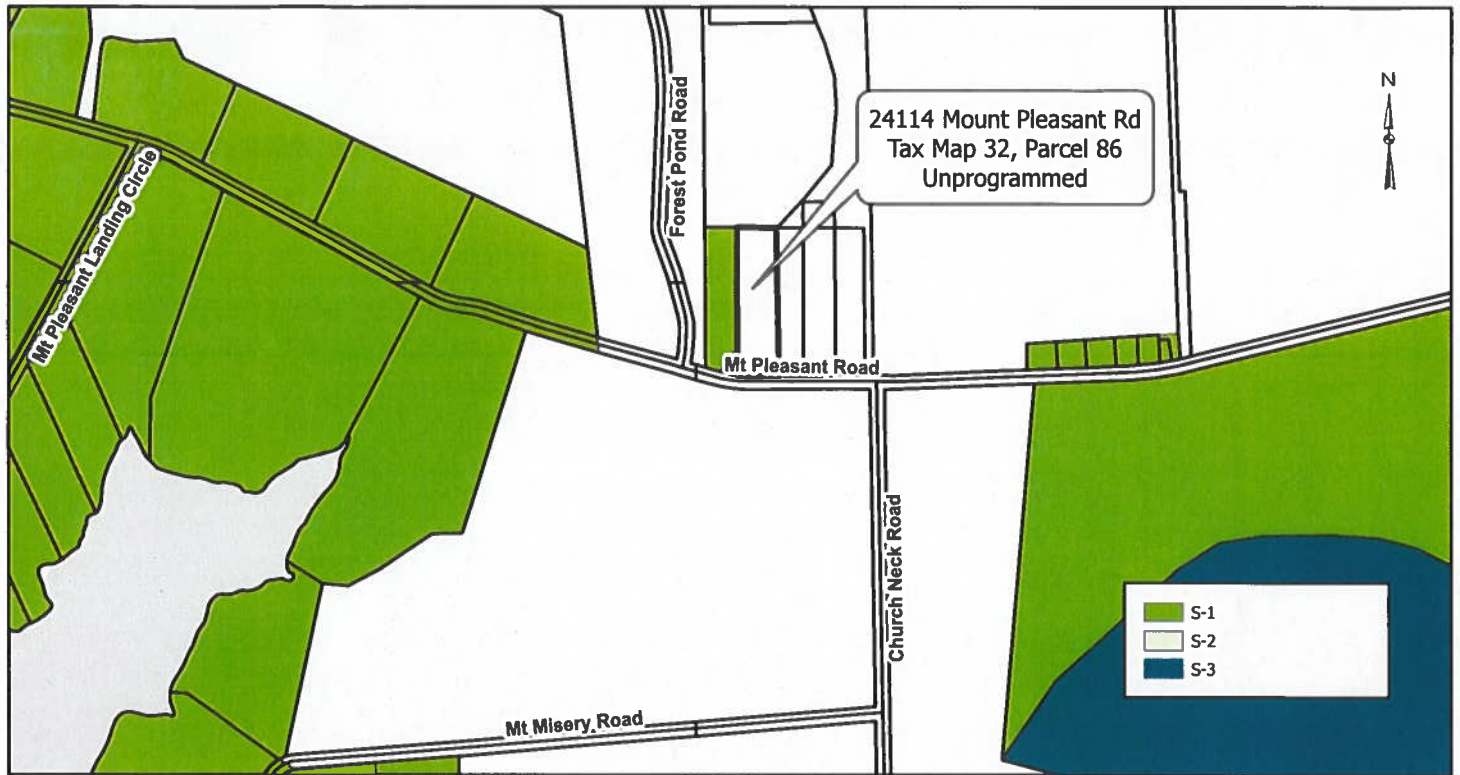 N
Forest Pond Road
24114 Mount Pleasant Rd
Tax Map 32, Parcel 86
Unprogrammed
Mt Pleasant Landing Circle
Mt Pleasant Road
Church Neck Road
S-1
S-2
S-3
Mt Misery Road